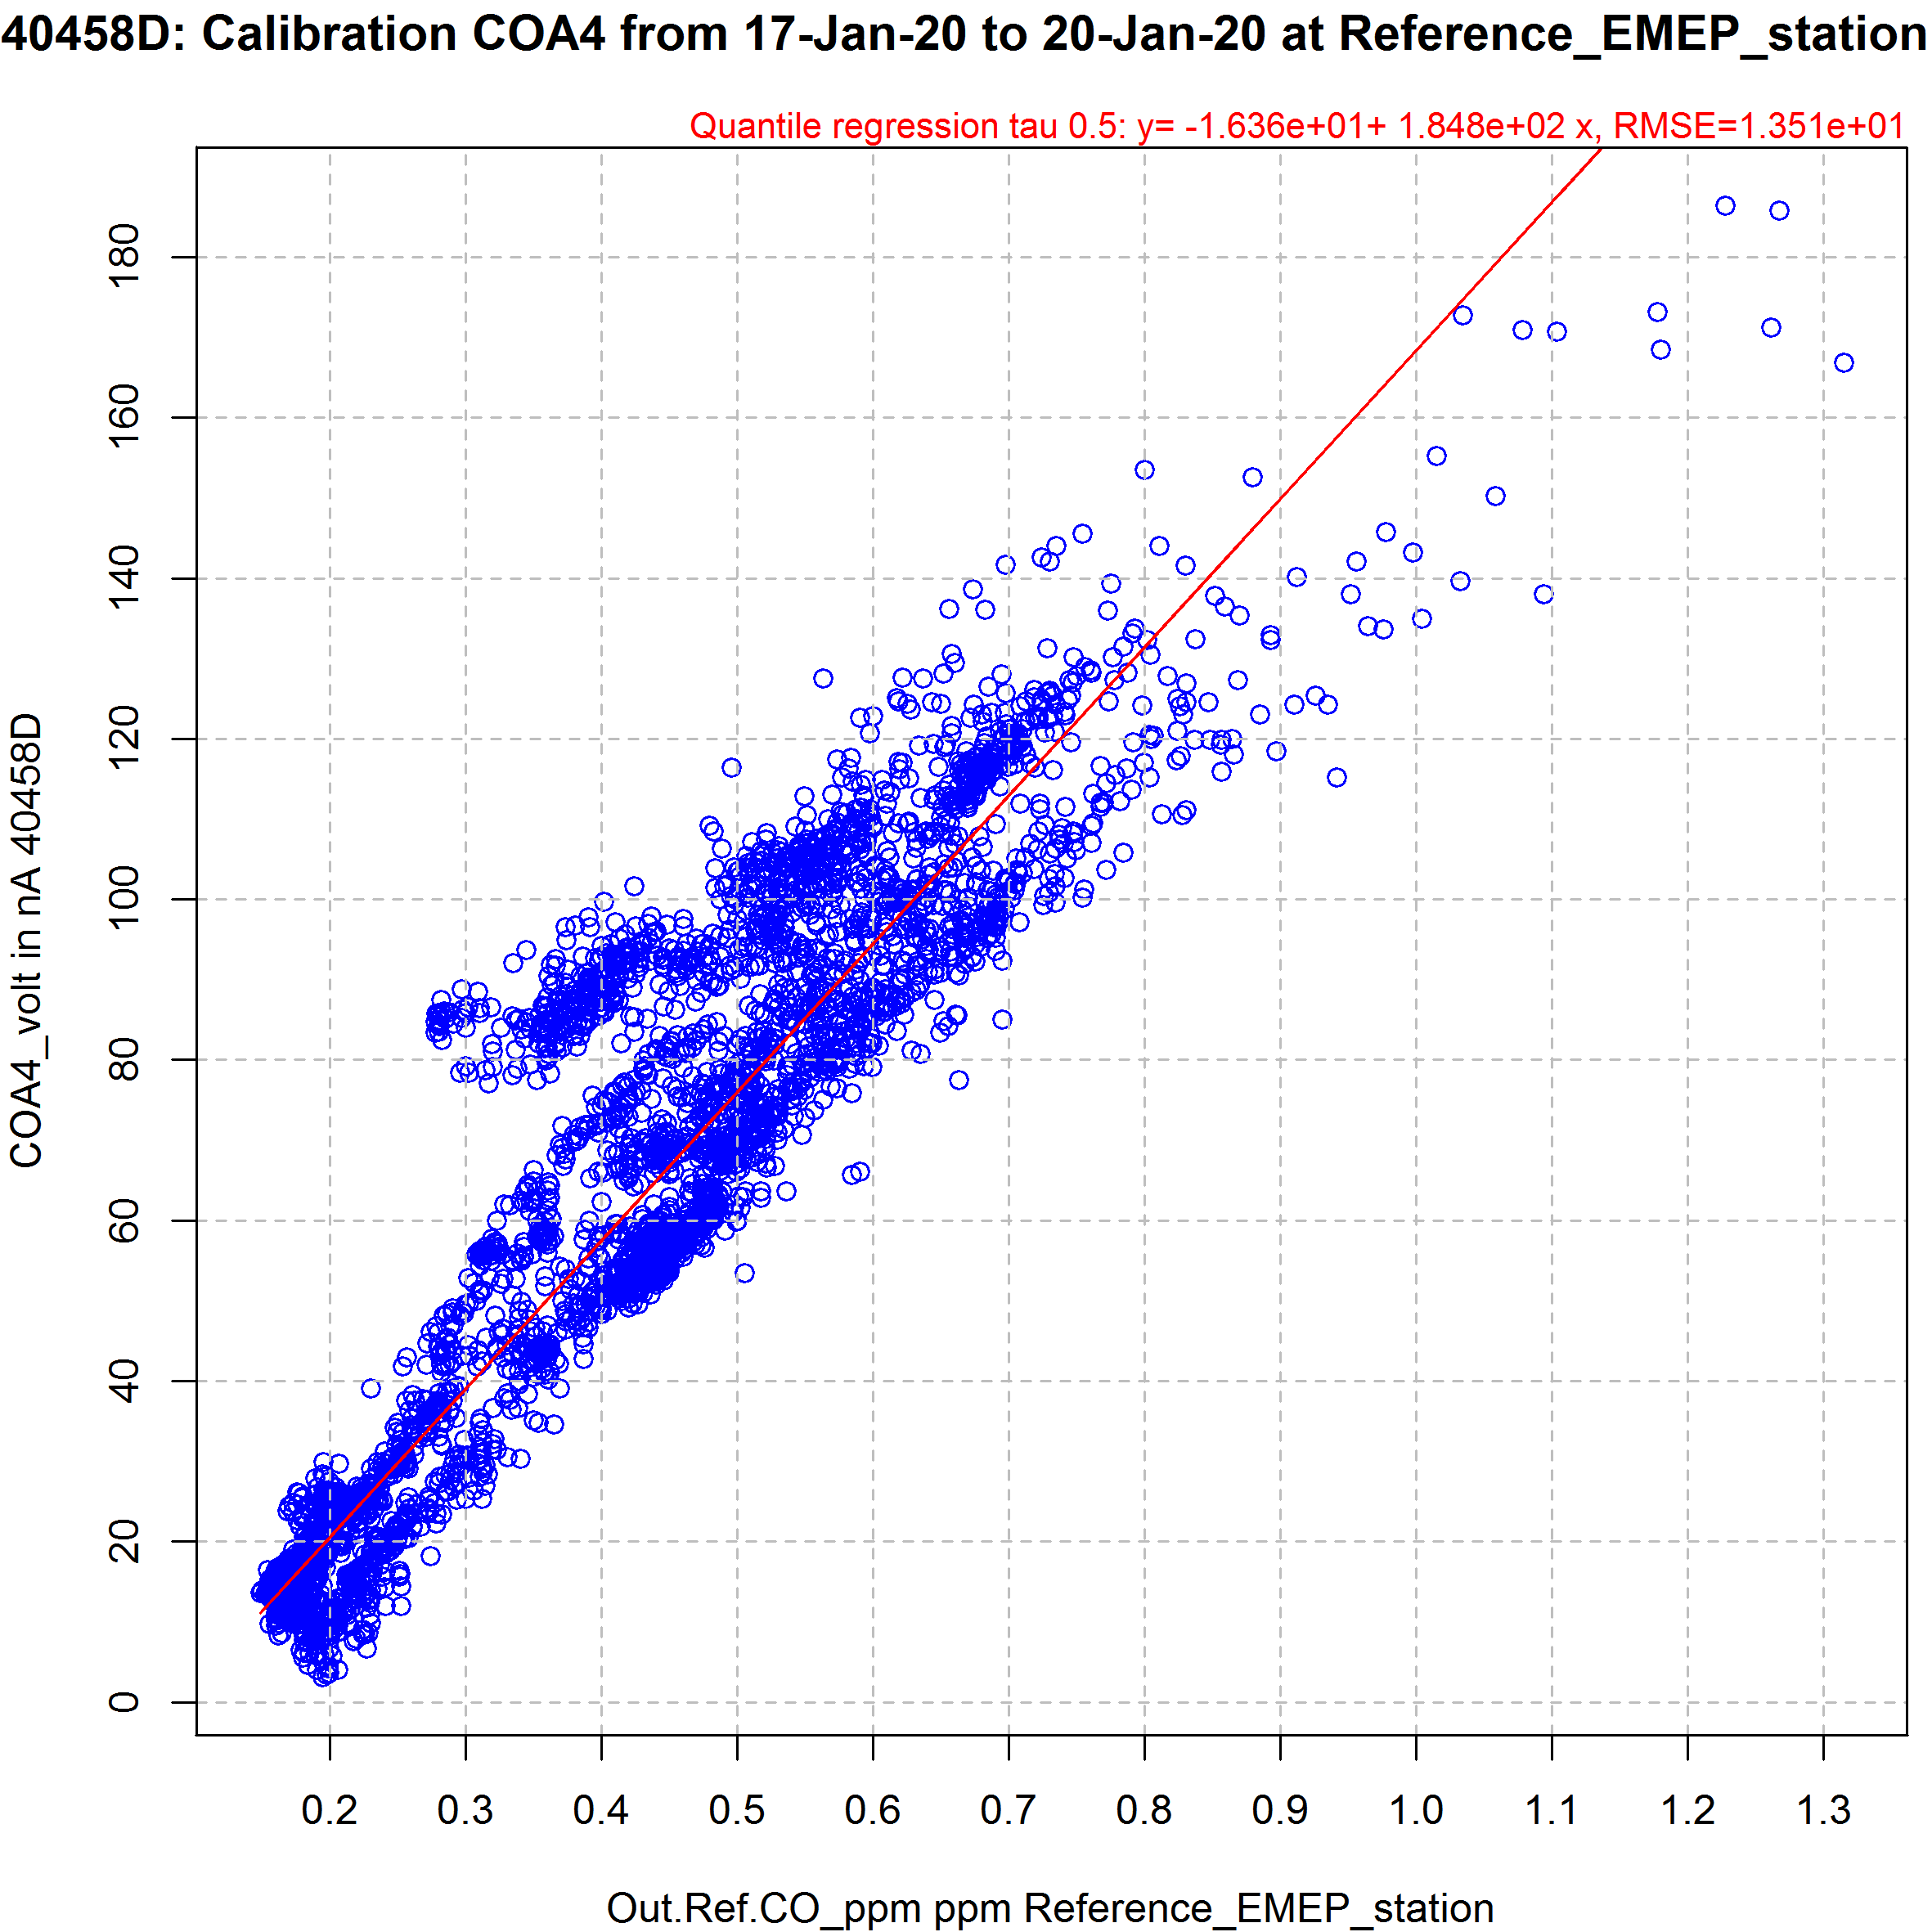 40458D: Calibration COA4 from 17-Jan-20 to 20-Jan-20 at Reference_EMEP_station
Quantile regression tau 0.5: y= -1.636e+01+ 1.848e+02 x, RMSE=1.351e+01
COA4_volt in nA 40458D
180
160
140
120
100
80
60
40
20
0
0.2 0.3 0.4 0.5 0.6 0.7 0.8 0.9 1.0 1.1 1.2 1.3
Out.Ref.CO_ppm ppm Reference_EMEP_station